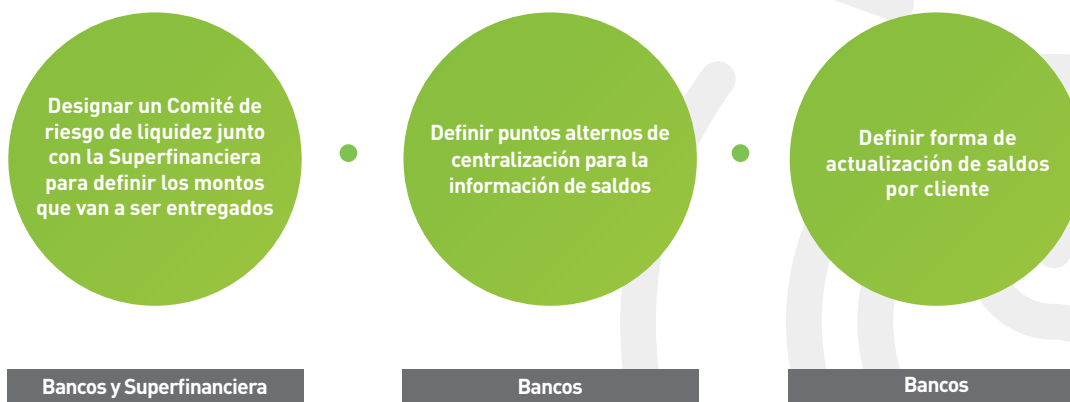 Designar un Comité de
riesgo de liquidez junto
con la Superfinanciera
para definir los montos
que van a ser entregados
Definir puntos alternos de
centralización para la
información de saldos
Definir forma de
actualización de saldos
por cliente
Bancos y Superfinanciera
Bancos
Bancos